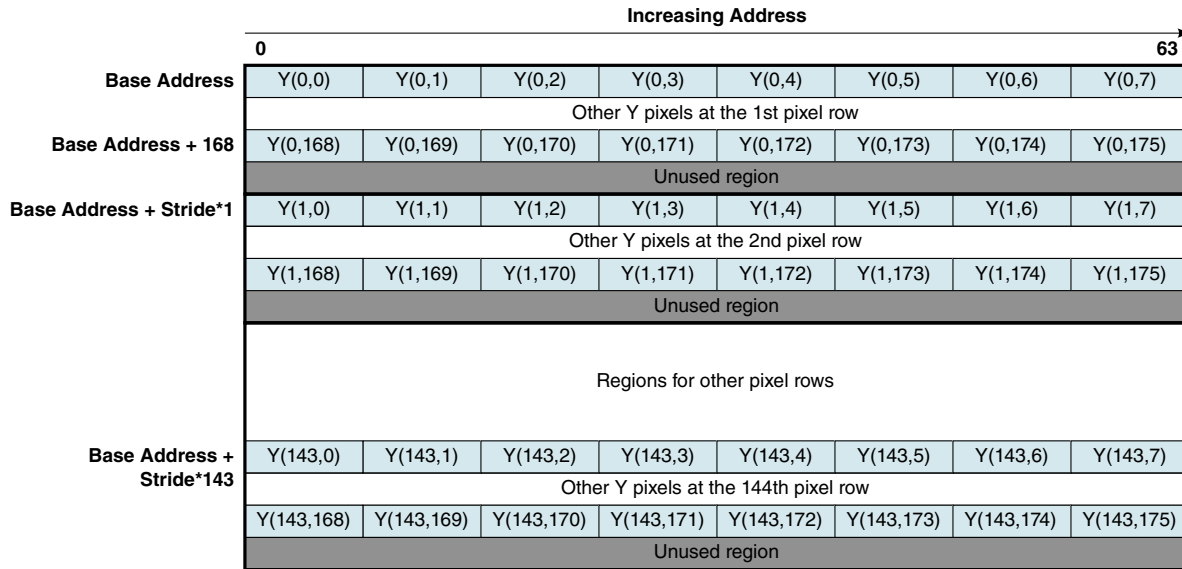 Increasing Address
0 63
Base Address Y(0,0) Y(0,1) Y(0,2) Y(0,3) Y(0,4) Y(0,5) Y(0,6) Y(0,7)
Other Y pixels at the 1st pixel row
Base Address + 168 Y(0,168) Y(0,169) Y(0,170) Y(0,171) Y(0,172) Y(0,173) Y(0,174) Y(0,175)
Unused region
Base Address + Stride*1 Y(1,0) Y(1,1) Y(1,2) Y(1,3) Y(1,4) Y(1,5) Y(1,6) Y(1,7)
Other Y pixels at the 2nd pixel row
Y(1,168) Y(1,169) Y(1,170) Y(1,171) Y(1,172) Y(1,173) Y(1,174) Y(1,175)
Unused region
Regions for other pixel rows
Base Address + Y(143,0) Y(143,1) Y(143,2) Y(143,3) Y(143,4) Y(143,5) Y(143,6) Y(143,7)
Stride*143 Other Y pixels at the 144th pixel row
Y(143,168) Y(143,169) Y(143,170) Y(143,171) Y(143,172) Y(143,173) Y(143,174) Y(143,175)
Unused region